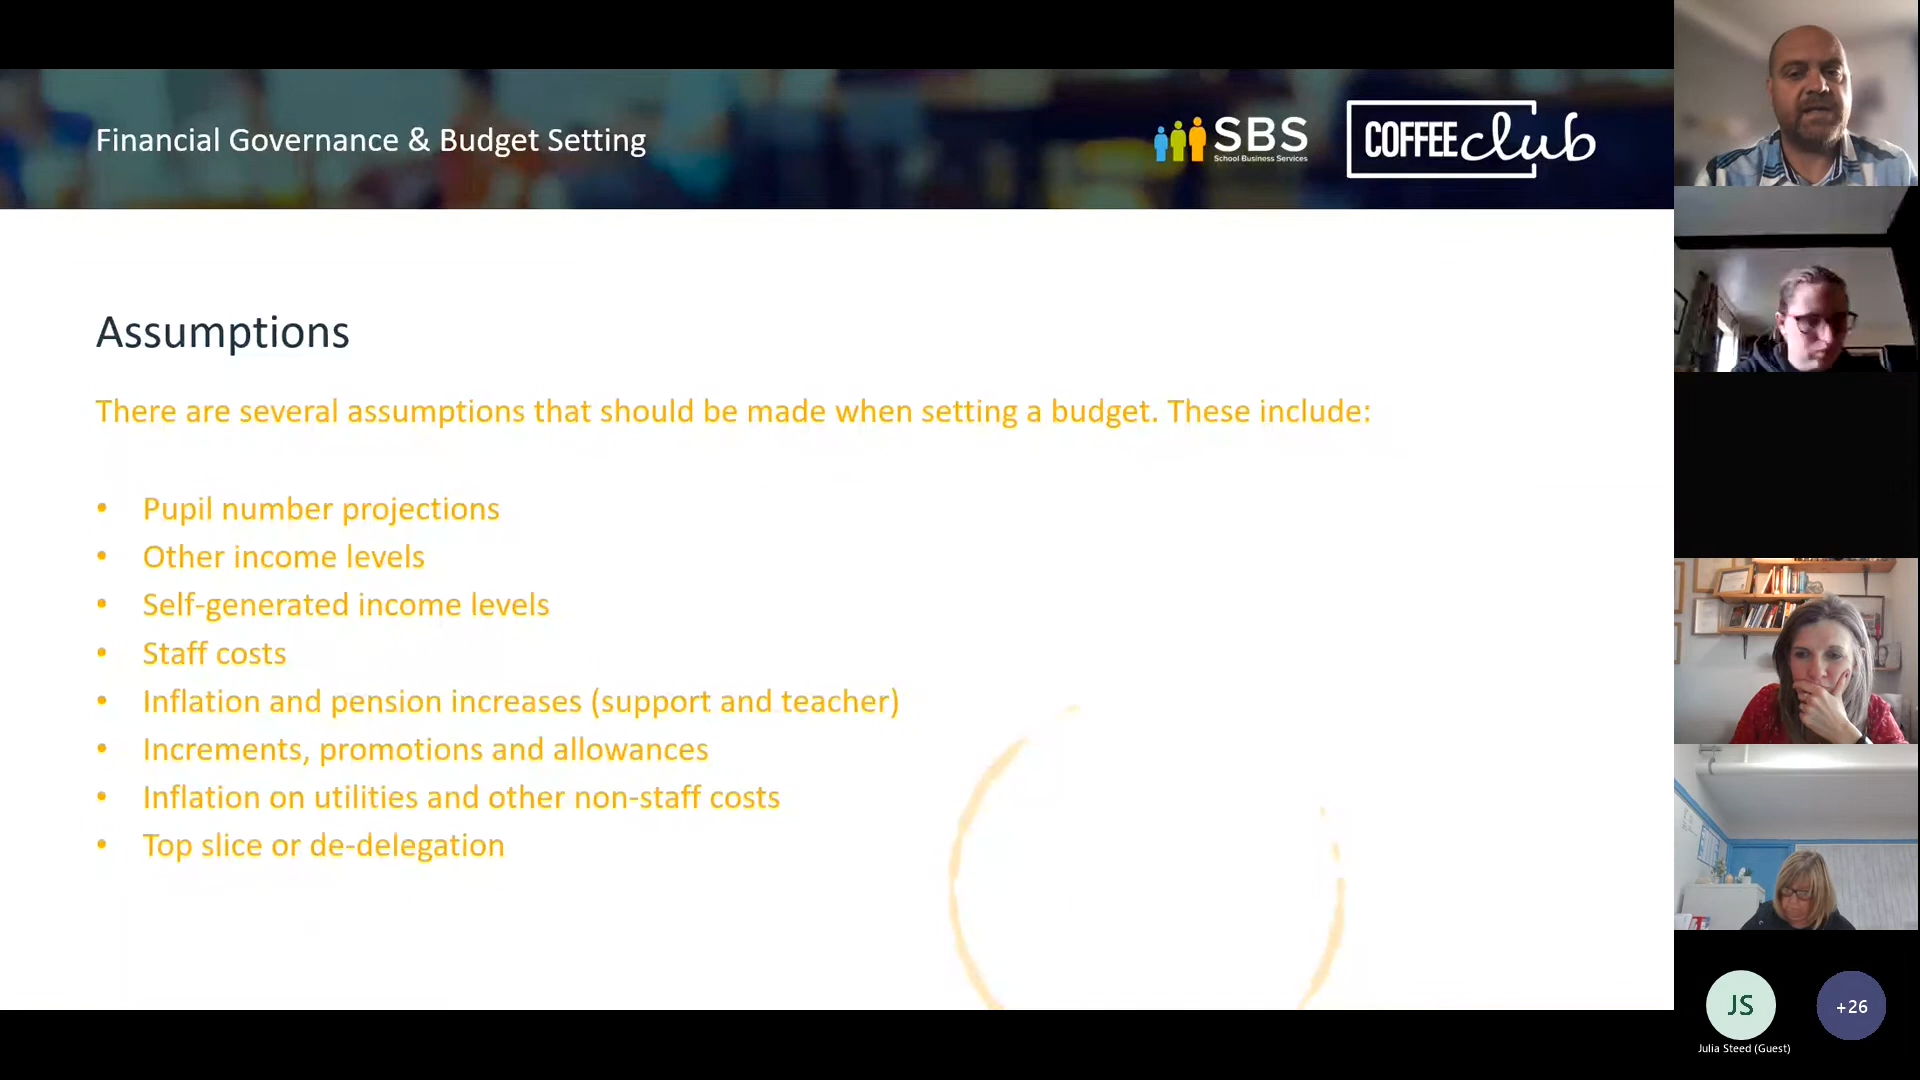 Financial Governance & Budget Setting
SBS
School Business Services
COFFEE club
Assumptions
There are several assumptions that should be made when setting a budget. These include:
• Pupil number projections
• Other income levels
• Self-generated income levels
• Staff costs
• Inflation and pension increases (support and teacher)
• Increments, promotions and allowances
• Inflation on utilities and other non-staff costs
• Top slice or de-delegation
JS
+26
Julia Steed (Guest)